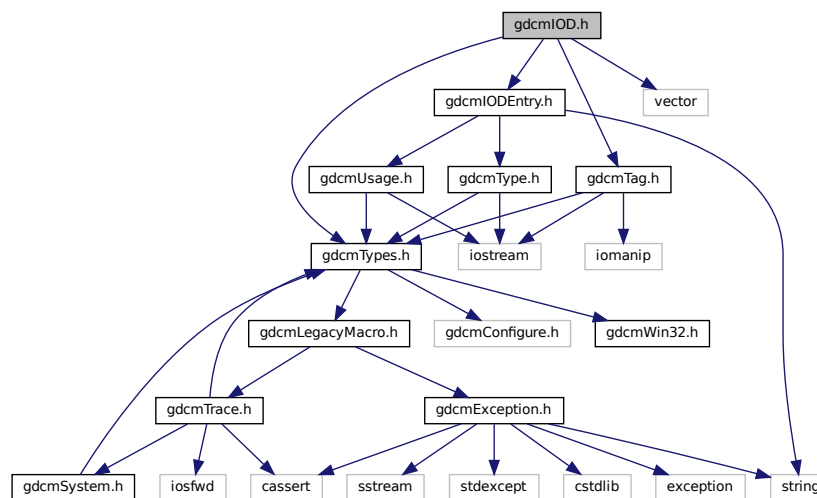 gdcmIOD.h
gdcmIODEntry.h
vector
gdcmUsage.h
gdcmType.h
gdcmTag.h
gdcmTypes.h
iostream
iomanip
gdcmLegacyMacro.h
gdcmConfigure.h
gdcmWin32.h
gdcmTrace.h
gdcmException.h
gdcmSystem.h
iosfwd
cassert
sstream
stdexcept
cstdlib
exception
string